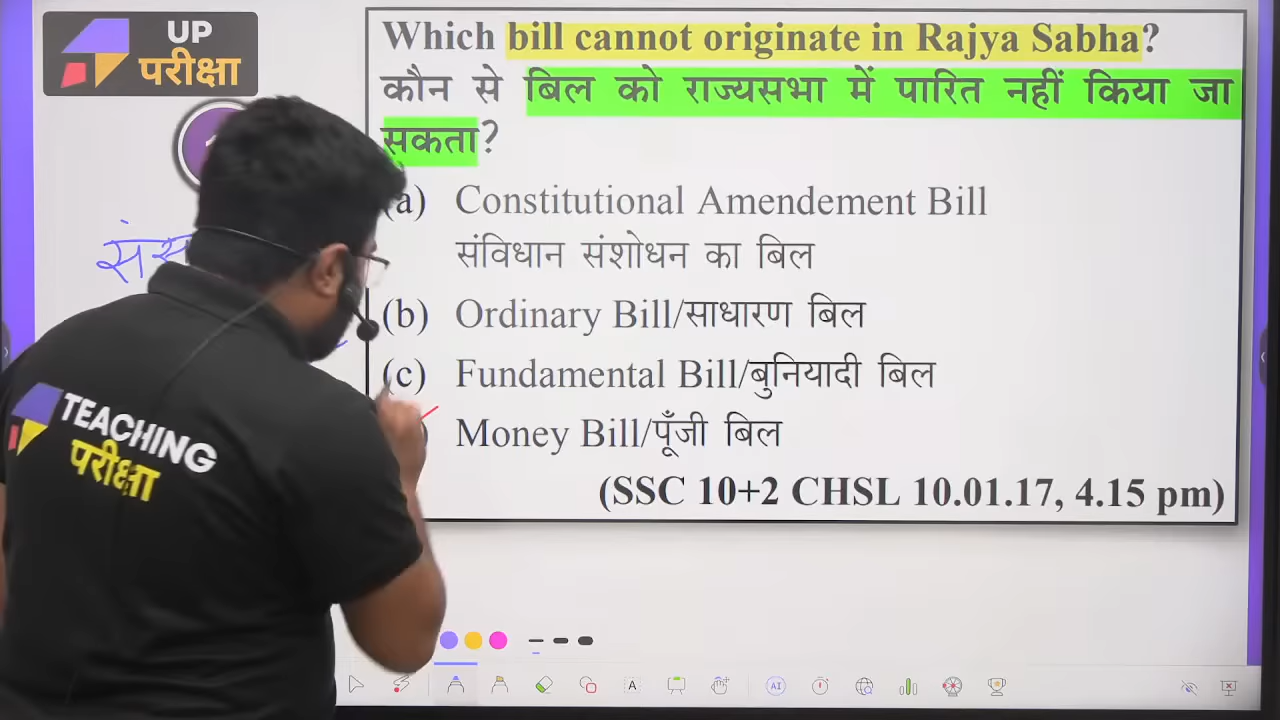 UP
परीक्षा
Which bill cannot originate in Rajya Sabha?
कौन से बिल को राज्यसभा में पारित नहीं किया जा
सकता?
a) Constitutional Amendement Bill
संविधान संशोधन का बिल
(b) Ordinary Bill/साधारण बिल
(c) Fundamental Bill/बुनियादी बिल
) Money Bill/पूँजी बिल
(SSC 10+2 CHSL 10.01.17, 4.15 pm)
TEACHING
परीक्षा
A
AI